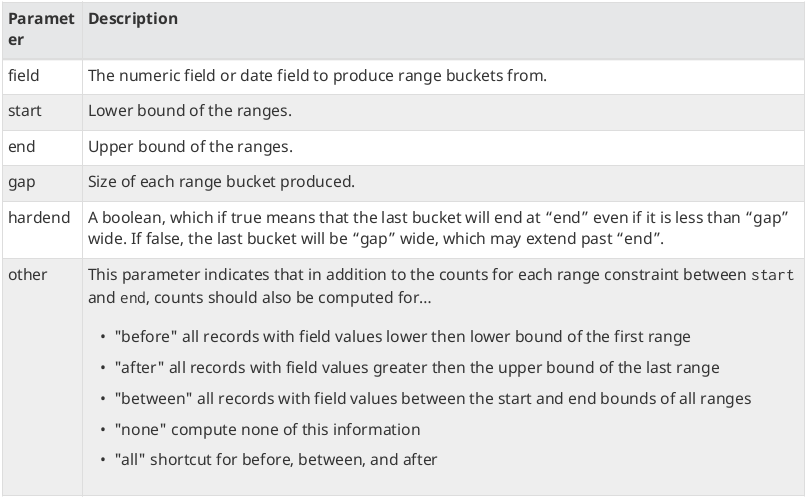 Paramet Description
er
field The numeric field or date field to produce range buckets from.
start Lower bound of the ranges.
end Upper bound of the ranges.
gap Size of each range bucket produced.
hardend A boolean, which if true means that the last bucket will end at “end” even if it is less than “gap”
wide. If false, the last bucket will be “gap” wide, which may extend past “end”.
other This parameter indicates that in addition to the counts for each range constraint between start
and end, counts should also be computed for…
• "before" all records with field values lower then lower bound of the first range
• "after" all records with field values greater then the upper bound of the last range
• "between" all records with field values between the start and end bounds of all ranges
• "none" compute none of this information
• "all" shortcut for before, between, and after